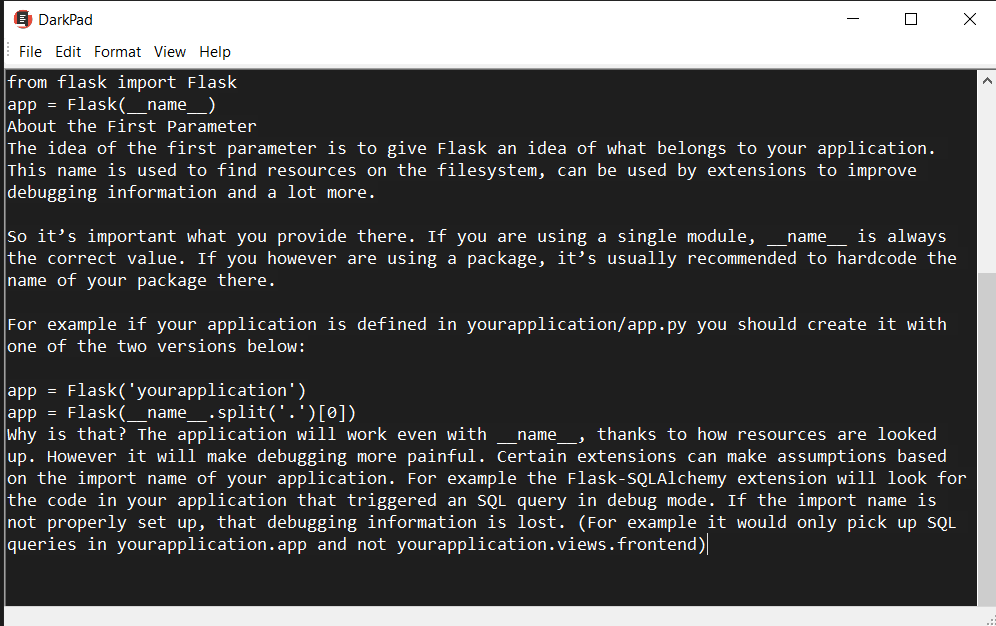 DarkPad
File Edit Format View Help
from flask import Flask
app = Flask(__name__)
About the First Parameter
The idea of the first parameter is to give Flask an idea of what belongs to your application.
This name is used to find resources on the filesystem, can be used by extensions to improve
debugging information and a lot more.
So it’s important what you provide there. If you are using a single module, __name__ is always
the correct value. If you however are using a package, it’s usually recommended to hardcode the
name of your package there.
For example if your application is defined in yourapplication/app.py you should create it with
one of the two versions below:
app = Flask('yourapplication')
app = Flask(__name__.split('.')[0])
Why is that? The application will work even with __name__, thanks to how resources are looked
up. However it will make debugging more painful. Certain extensions can make assumptions based
on the import name of your application. For example the Flask-SQLAlchemy extension will look for
the code in your application that triggered an SQL query in debug mode. If the import name is
not properly set up, that debugging information is lost. (For example it would only pick up SQL
queries in yourapplication.app and not yourapplication.views.frontend)